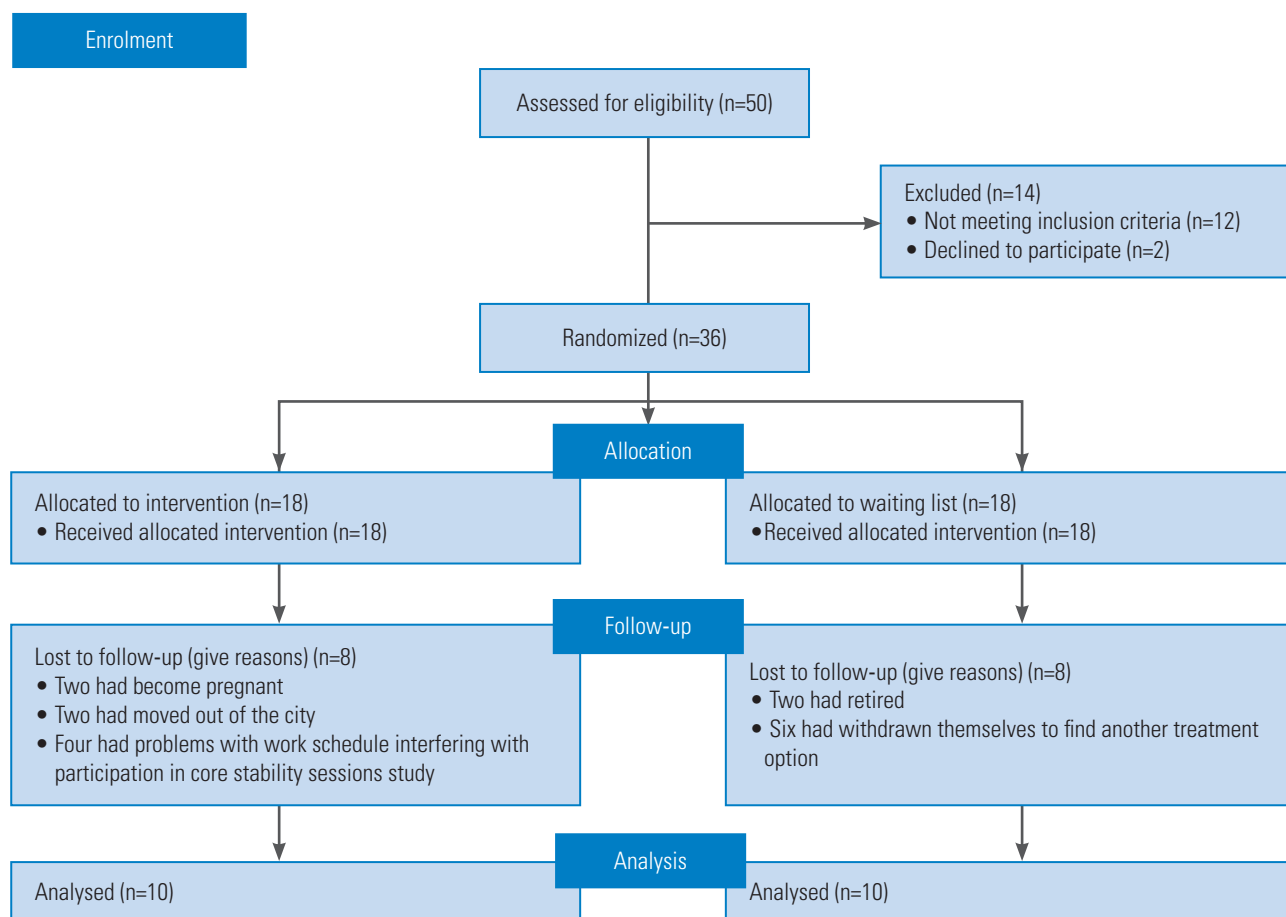 Enrolment
Assessed for eligibility (n=50)
Excluded (n=14)
• Not meeting inclusion criteria (n=12)
• Declined to participate (n=2)
Randomized (n=36)
Allocation
Allocated to intervention (n=18)
• Received allocated intervention (n=18)
Allocated to waiting list (n=18)
•Received allocated intervention (n=18)
Follow-up
Lost to follow-up (give reasons) (n=8)
• Two had become pregnant
• Two had moved out of the city
• Four had problems with work schedule interfering with
participation in core stability sessions study
Lost to follow-up (give reasons) (n=8)
• Two had retired
• Six had withdrawn themselves to find another treatment
option
Analysis
Analysed (n=10)
Analysed (n=10)